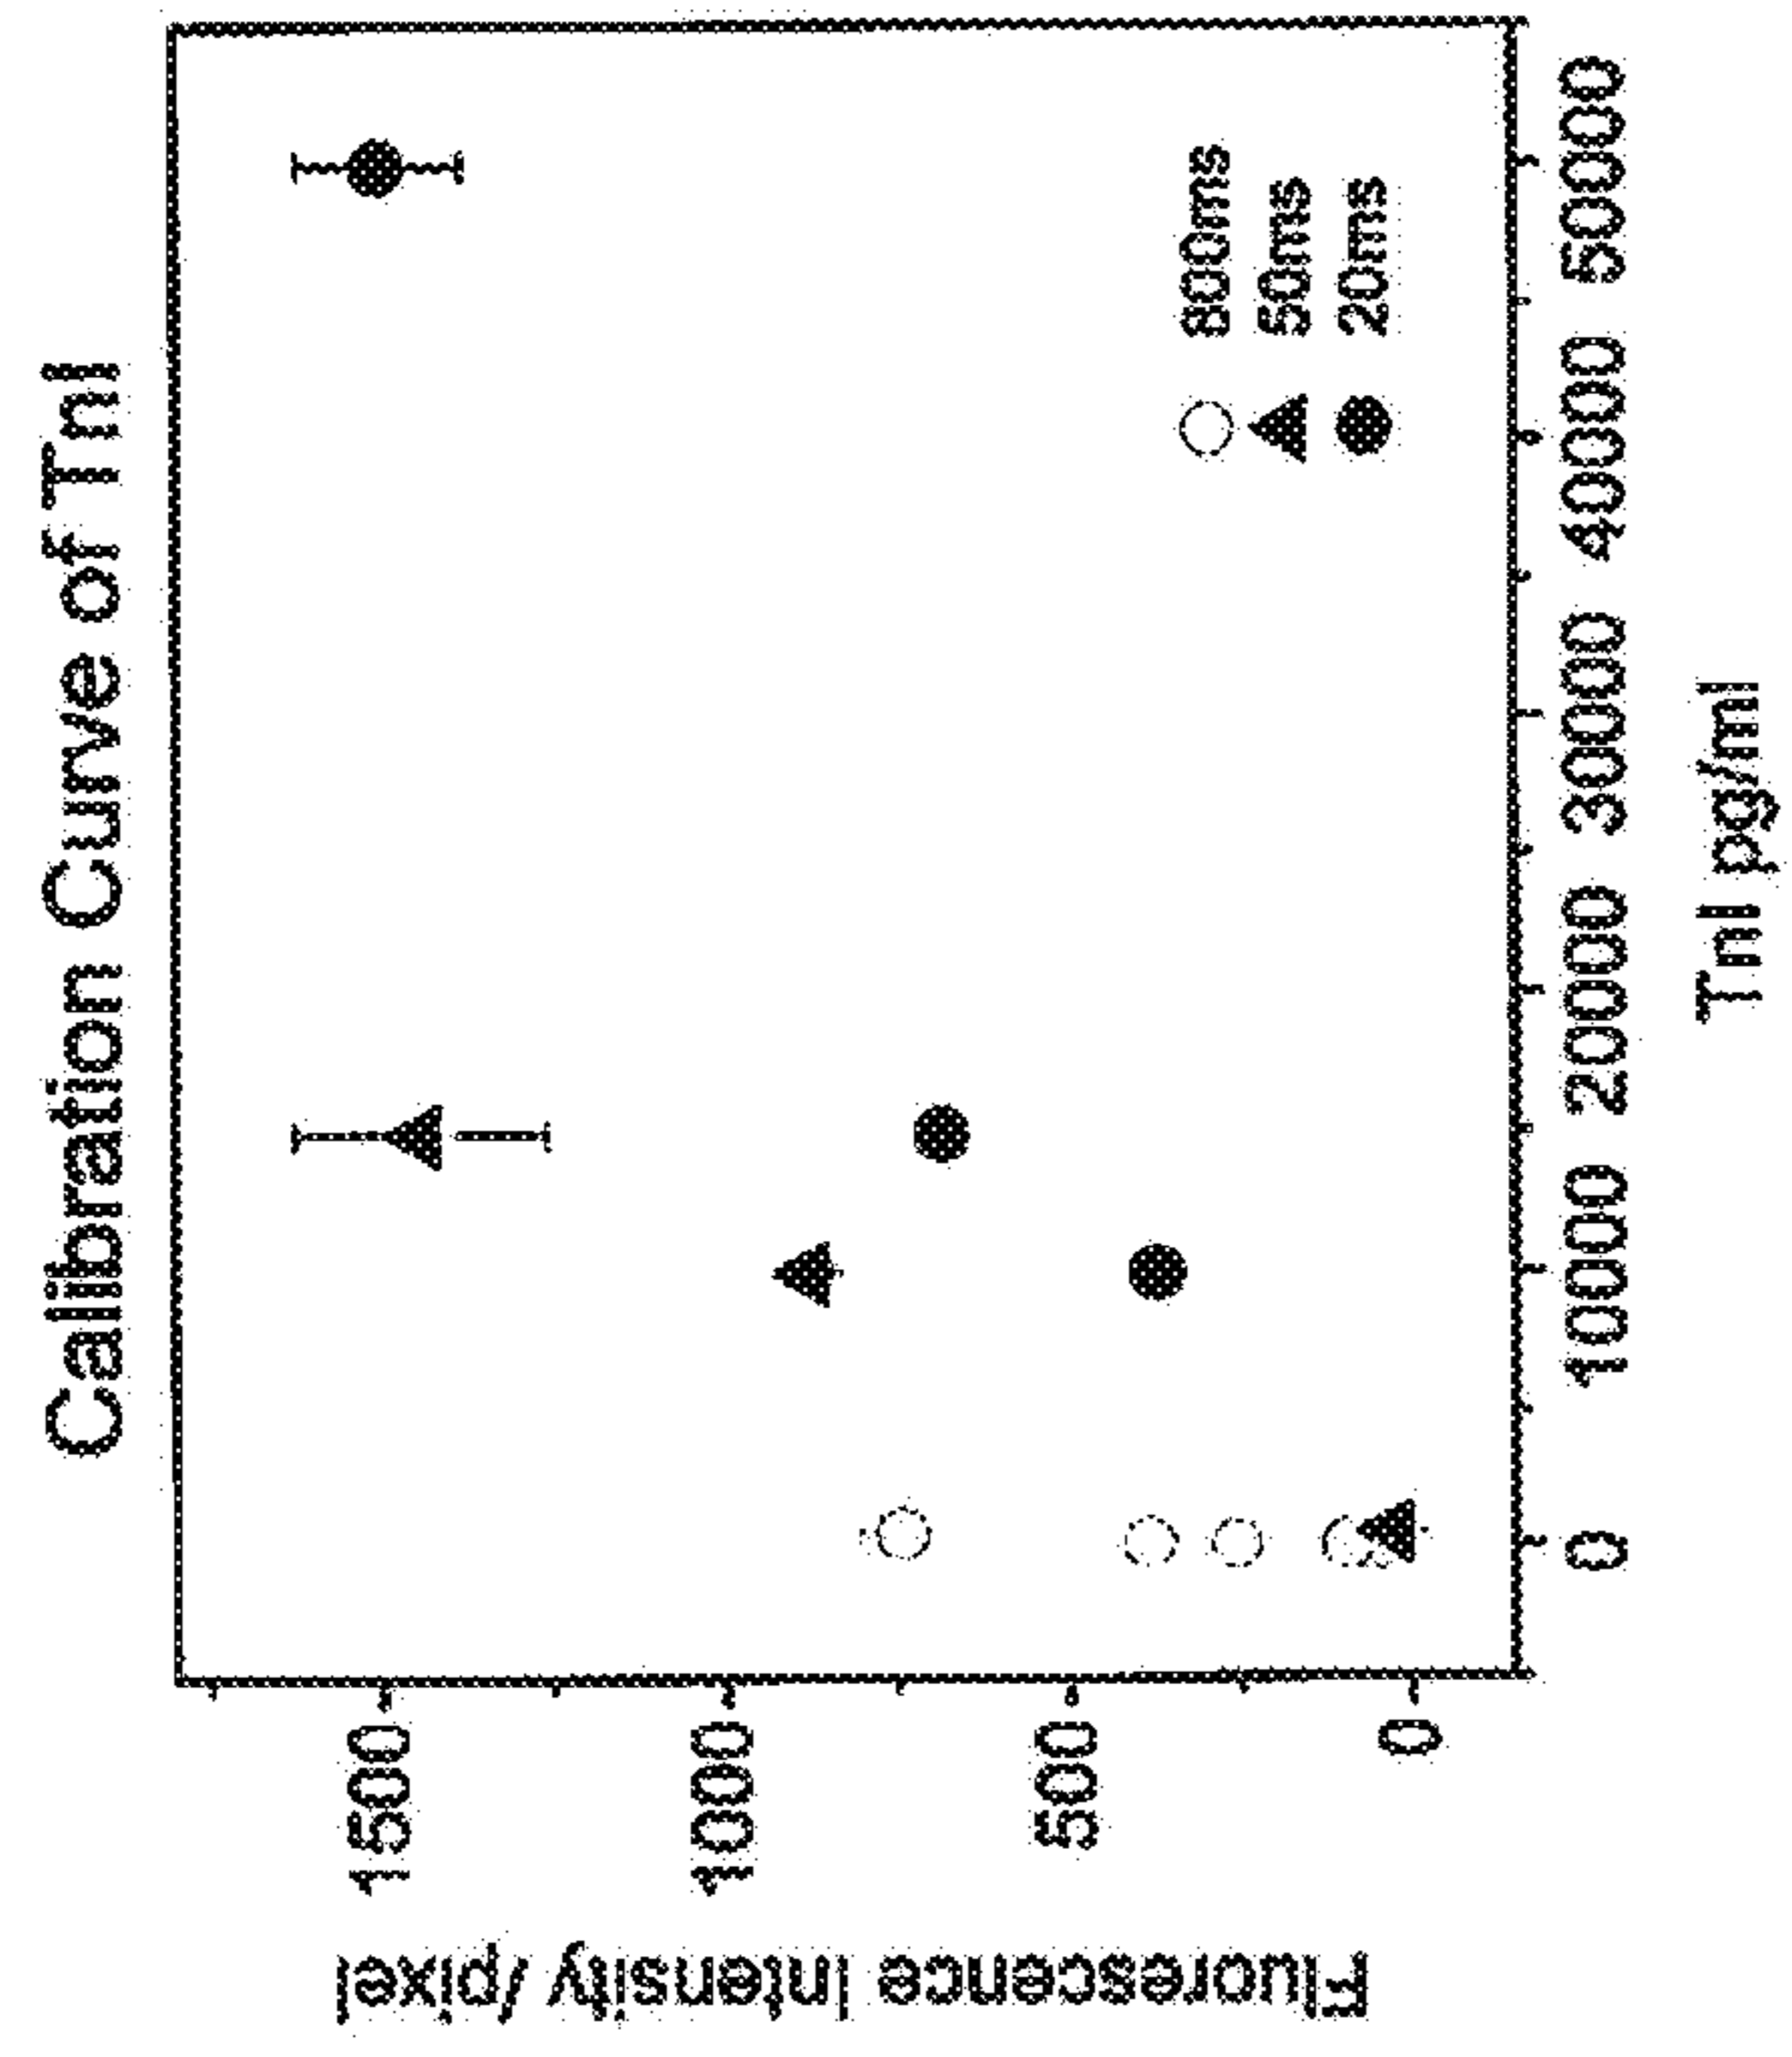 Calibration Curve of TnI
Fluorescence intensity /pixel
1500
1000
500
0
800ms
50ms
20ms
0
10000
20000
30000
40000
50000
TnI pg/ml